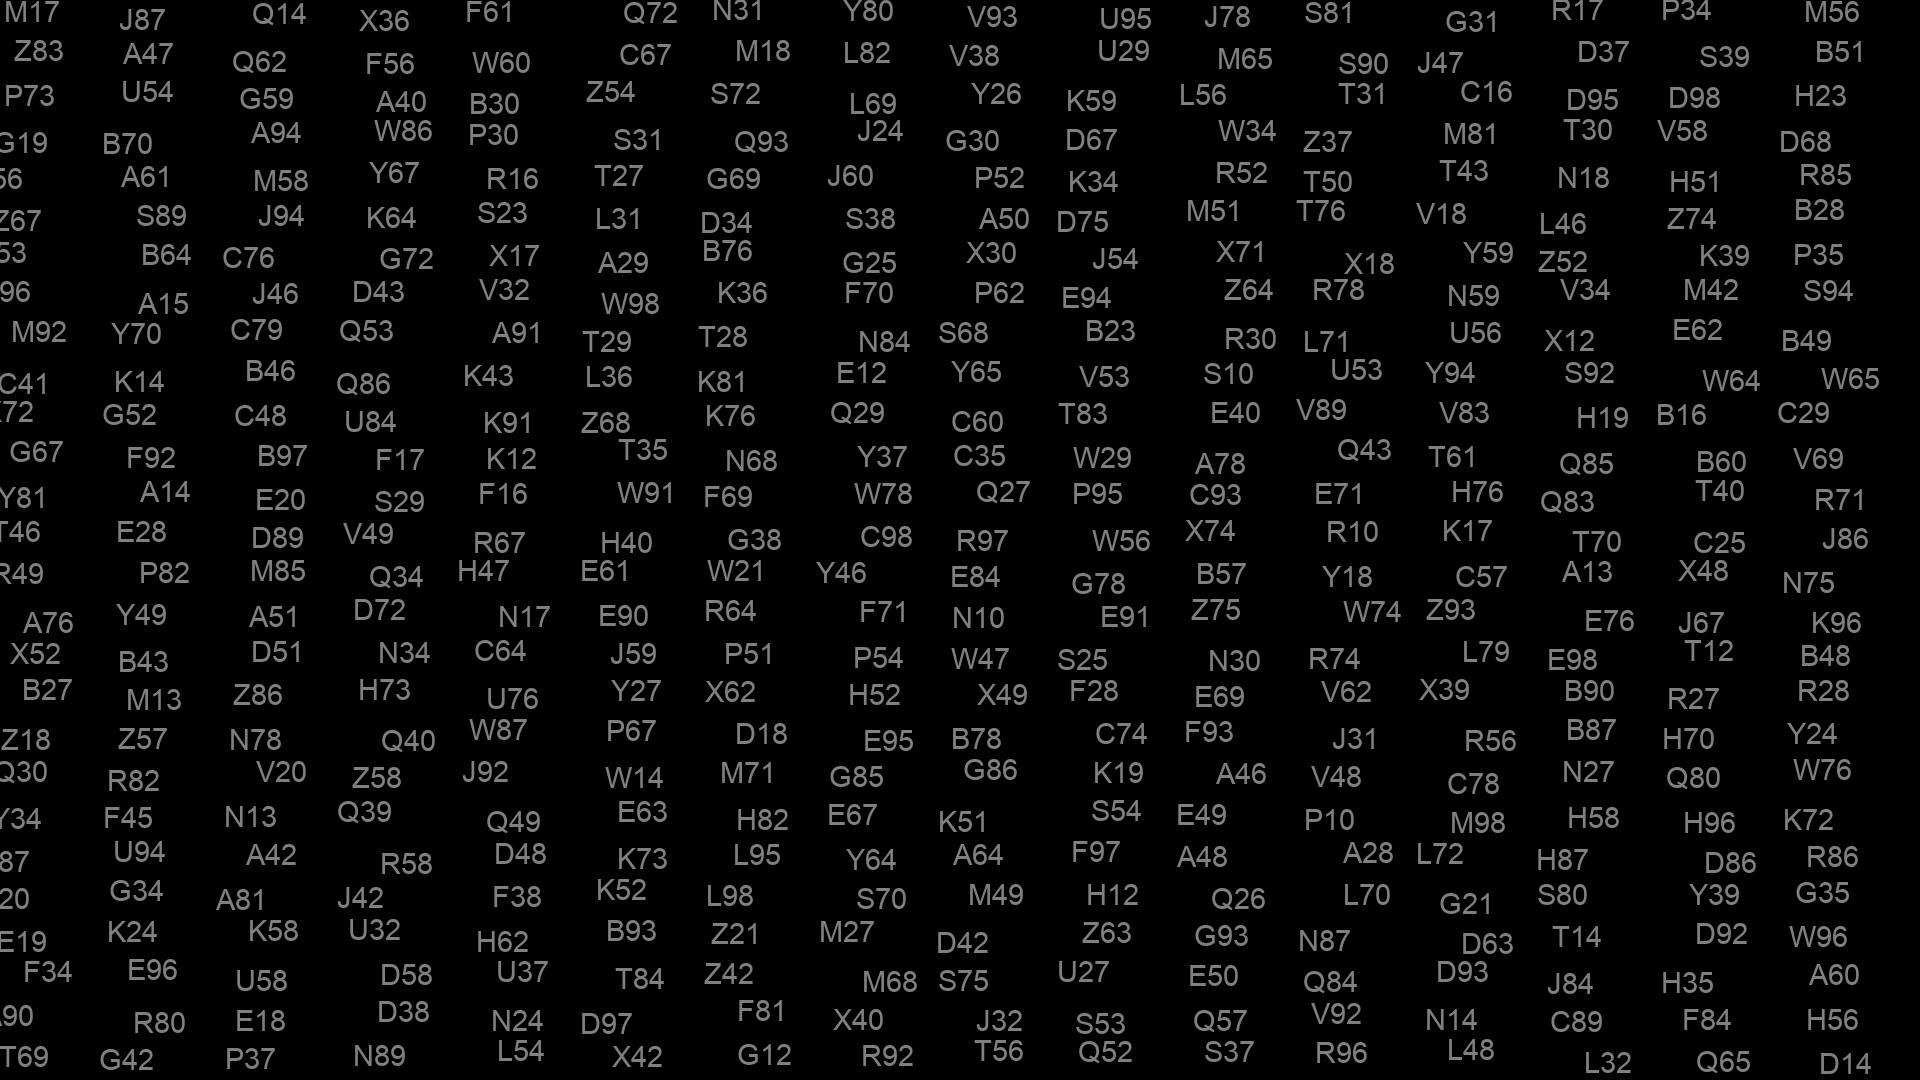 M17 J87 Q14 X36 F61 Q72 N31 Y80 V93 U95 J78 S81 G31 R17 P34 M56
Z83 A47 Q62 F56 W60 C67 M18 L82 V38 U29 M65 S90 J47 D37 S39 B51
P73 U54 G59 A40 B30 Z54 S72 L69 Y26 K59 L56 T31 C16 D95 D98 H23
G19 B70 A94 W86 P30 S31 Q93 J24 G30 D67 W34 Z37 M81 T30 V58 D68
56 A61 M58 Y67 R16 T27 G69 J60 P52 K34 R52 T50 T43 N18 H51 R85
Z67 S89 J94 K64 S23 L31 D34 S38 A50 D75 M51 T76 V18 L46 Z74 B28
53 B64 C76 G72 X17 A29 B76 G25 X30 J54 X71 X18 Y59 Z52 K39 P35
96 A15 J46 D43 V32 W98 K36 F70 P62 E94 Z64 R78 N59 V34 M42 S94
M92 Y70 C79 Q53 A91 T29 T28 N84 S68 B23 R30 L71 U56 X12 E62 B49
C41 K14 B46 Q86 K43 L36 K81 E12 Y65 V53 S10 U53 Y94 S92 W64 W65
72 G52 C48 U84 K91 Z68 K76 Q29 C60 T83 E40 V89 V83 H19 B16 C29
G67 F92 B97 F17 K12 T35 N68 Y37 C35 W29 A78 Q43 T61 Q85 B60 V69
Y81 A14 E20 S29 F16 W91 F69 W78 Q27 P95 C93 E71 H76 Q83 T40 R71
T46 E28 D89 V49 R67 H40 G38 C98 R97 W56 X74 R10 K17 T70 C25 J86
R49 P82 M85 Q34 H47 E61 W21 Y46 E84 G78 B57 Y18 C57 A13 X48 N75
A76 Y49 A51 D72 N17 E90 R64 F71 N10 E91 Z75 W74 Z93 E76 J67 K96
X52 B43 D51 N34 C64 J59 P51 P54 W47 S25 N30 R74 L79 E98 T12 B48
B27 M13 Z86 H73 U76 Y27 X62 H52 X49 F28 E69 V62 X39 B90 R27 R28
Z18 Z57 N78 Q40 W87 P67 D18 E95 B78 C74 F93 J31 R56 B87 H70 Y24
Q30 R82 V20 Z58 J92 W14 M71 G85 G86 K19 A46 V48 C78 N27 Q80 W76
Y34 F45 N13 Q39 Q49 E63 H82 E67 K51 S54 E49 P10 M98 H58 H96 K72
87 U94 A42 R58 D48 K73 L95 Y64 A64 F97 A48 A28 L72 H87 D86 R86
20 G34 A81 J42 F38 K52 L98 S70 M49 H12 Q26 L70 G21 S80 Y39 G35
E19 K24 K58 U32 H62 B93 Z21 M27 D42 Z63 G93 N87 D63 T14 D92 W96
F34 E96 U58 D58 U37 T84 Z42 M68 S75 U27 E50 Q84 D93 J84 H35 A60
90 R80 E18 D38 N24 D97 F81 X40 J32 S53 Q57 V92 N14 C89 F84 H56
T69 G42 P37 N89 L54 X42 G12 R92 T56 Q52 S37 R96 L48 L32 Q65 D14